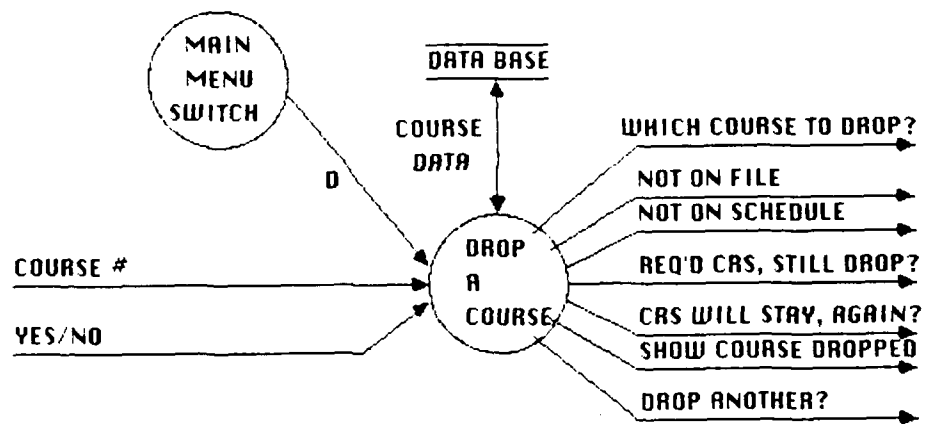 MAIN
MENU
SWITCH
DATA BASE
COURSE
DATA
D
COURSE #
YES/NO
DROP
A
COURSE
WHICH COURSE TO DROP?
NOT ON FILE
NOT ON SCHEDULE
REQ'D CRS, STILL DROP?
CRS WILL STAY, AGAIN?
SHOW COURSE DROPPED
DROP ANOTHER?